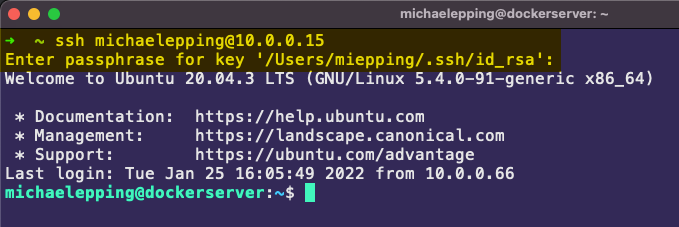 michaelepping@dockerserver: ~
➜  ~ ssh michaelepping@10.0.0.15
Enter passphrase for key '/Users/miepping/.ssh/id_rsa':
Welcome to Ubuntu 20.04.3 LTS (GNU/Linux 5.4.0-91-generic x86_64)

 * Documentation:  https://help.ubuntu.com
 * Management:     https://landscape.canonical.com
 * Support:        https://ubuntu.com/advantage
Last login: Tue Jan 25 16:05:49 2022 from 10.0.0.66
michaelepping@dockerserver:~$